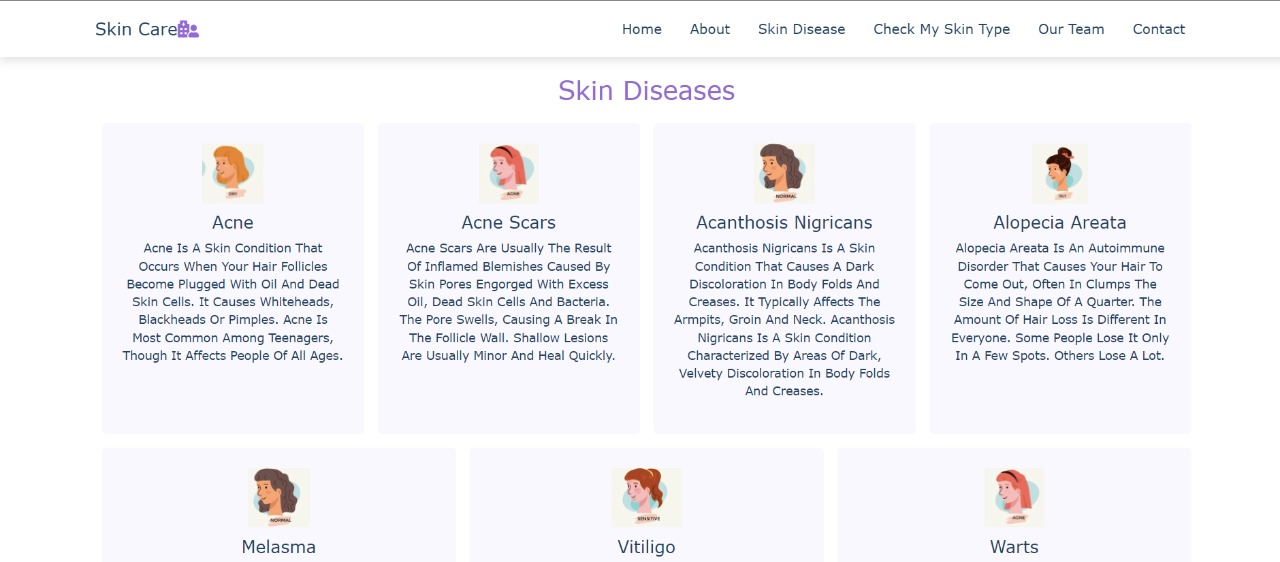 Skin Care
Home About Skin Disease Check My Skin Type Our Team Contact
Skin Diseases
DRY
Acne
Acne Is A Skin Condition That
Occurs When Your Hair Follicles
Become Plugged With Oil And Dead
Skin Cells. It Causes Whiteheads,
Blackheads Or Pimples. Acne Is
Most Common Among Teenagers,
Though It Affects People Of All Ages.
ACNE
Acne Scars
Acne Scars Are Usually The Result
Of Inflamed Blemishes Caused By
Skin Pores Engorged With Excess
Oil, Dead Skin Cells And Bacteria.
The Pore Swells, Causing A Break In
The Follicle Wall. Shallow Lesions
Are Usually Minor And Heal Quickly.
NORMAL
Acanthosis Nigricans
Acanthosis Nigricans Is A Skin
Condition That Causes A Dark
Discoloration In Body Folds And
Creases. It Typically Affects The
Armpits, Groin And Neck. Acanthosis
Nigricans Is A Skin Condition
Characterized By Areas Of Dark,
Velvety Discoloration In Body Folds
And Creases.
Alopecia Areata
Alopecia Areata Is An Autoimmune
Disorder That Causes Your Hair To
Come Out, Often In Clumps The
Size And Shape Of A Quarter. The
Amount Of Hair Loss Is Different In
Everyone. Some People Lose It Only
In A Few Spots. Others Lose A Lot.
NORMAL
Melasma
SENSITIVE
Vitiligo
ACNE
Warts